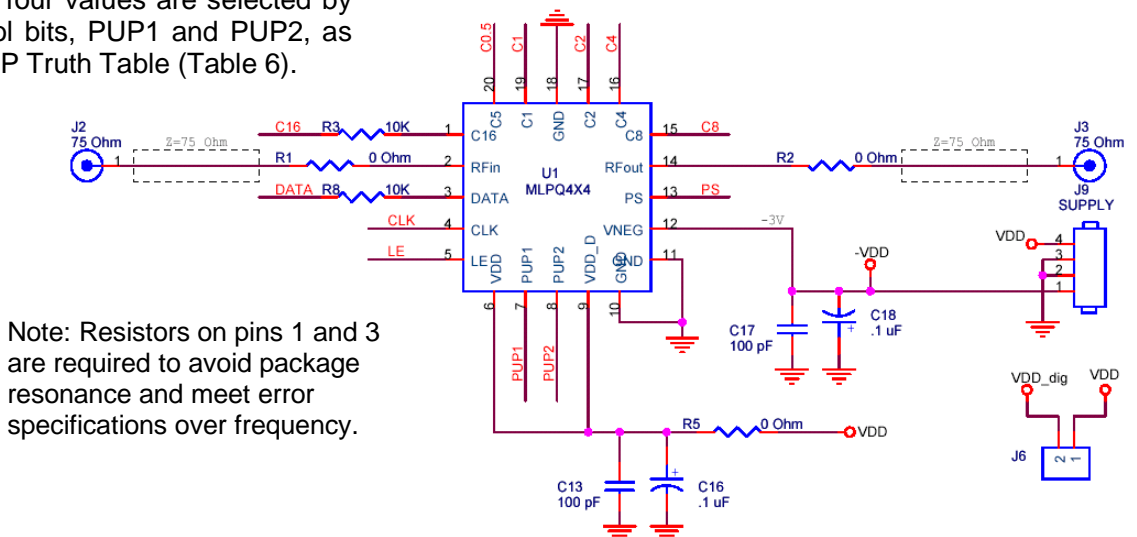 four values are selected by
ol bits, PUP1 and PUP2, as
P Truth Table (Table 6).
C0.5
C1
C2
C4
20
19
18
17
16
C5
C1
GND
C2
C4
J2
75 Ohm
1
Z=75 Ohm
C16 R3 10K 1 C16
R1 0 Ohm 2 RFin
DATA R8 10K 3 DATA
CLK 4 CLK
LE 5 LE
U1
MLPQ4X4
C8 15 C8
RFout 14 R2 0 Ohm
PS 13 PS
VNEG 12 -3V
GND 11
Z=75 Ohm
J3
75 Ohm
1
J9
SUPPLY
VDD
4
3
2
1
-VDD
VDD
PUP1
PUP2
VDD_D
GND
6
7
8
9
10
PUP1
PUP2
C17
100 pF
C18
.1 uF
+
Note: Resistors on pins 1 and 3
are required to avoid package
resonance and meet error
specifications over frequency.
R5 0 Ohm VDD
C13
100 pF
+
C16
.1 uF
VDD_dig
VDD
J6
2
1